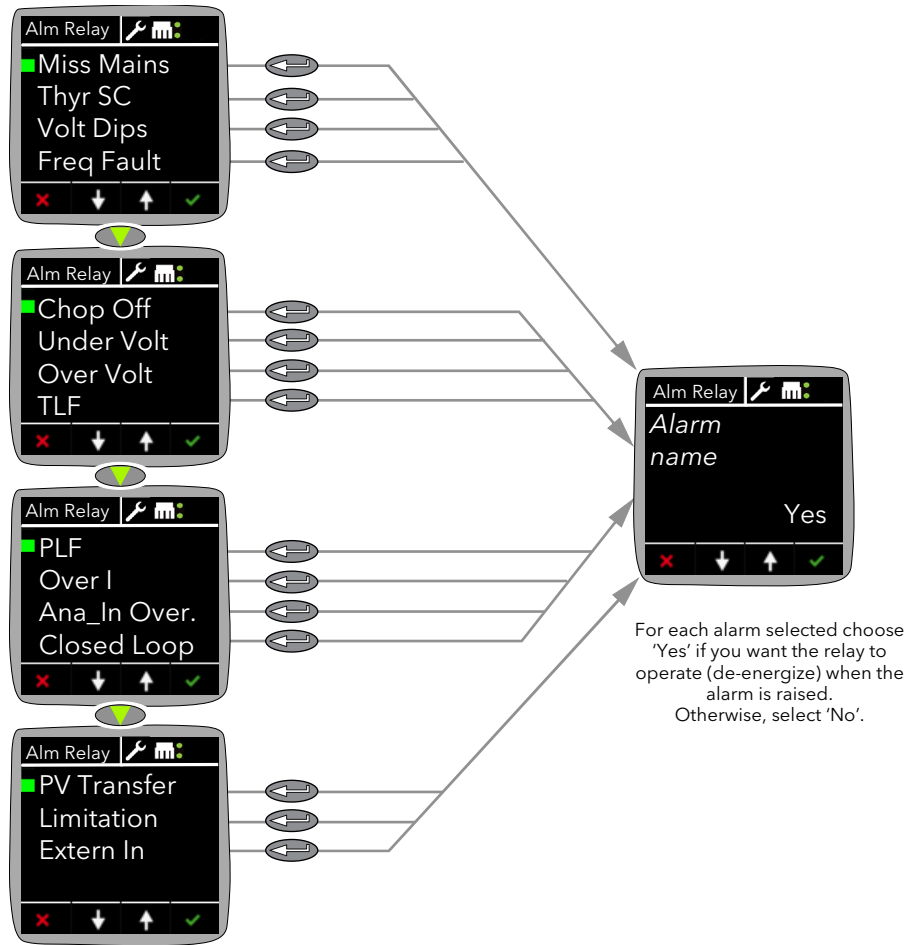 Alm Relay
Miss Mains
Thyr SC
Volt Dips
Freq Fault
Alm Relay
Chop Off
Under Volt
Over Volt
TLF
Alm Relay
PLF
Over I
Ana_In Over.
Closed Loop
Alm Relay
PV Transfer
Limitation
Extern In
Alm Relay
Alarm
name
Yes
For each alarm selected choose
‘Yes’ if you want the relay to
operate (de-energize) when the
alarm is raised.
Otherwise, select ‘No’.